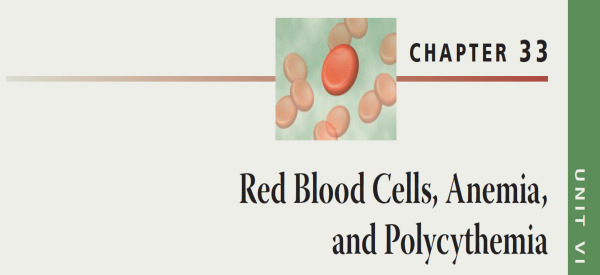 CHAPTER 33
Red Blood Cells, Anemia,
and Polycythemia
UNIT VI